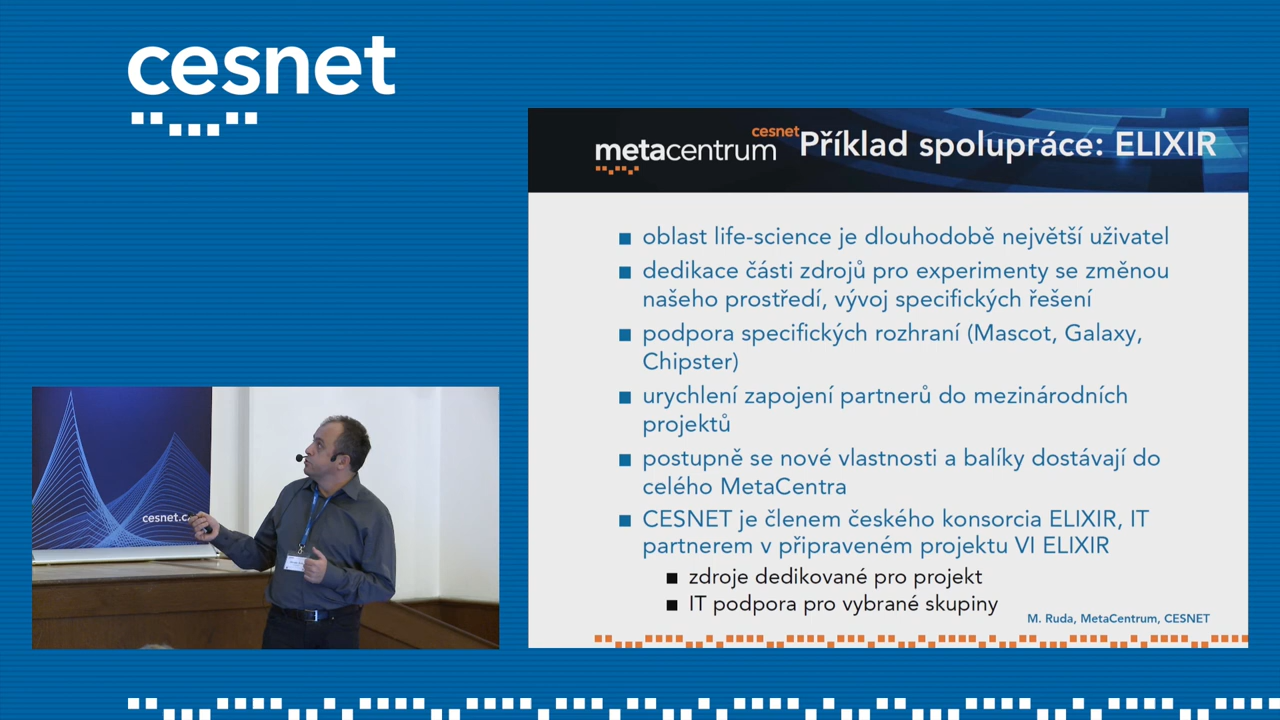 cesnet
cesnet
metacentrum
Příklad spolupráce: ELIXIR
■ oblast life-science je dlouhodobě největší uživatel
■ dedikace části zdrojů pro experimenty se změnou
našeho prostředí, vývoj specifických řešení
■ podpora specifických rozhraní (Mascot, Galaxy,
Chipster)
■ urychlení zapojení partnerů do mezinárodních
projektů
■ postupně se nové vlastnosti a balíky dostávají do
celého MetaCentra
■ CESNET je členem českého konsorcia ELIXIR, IT
partnerem v připraveném projektu VI ELIXIR
■ zdroje dedikované pro projekt
■ IT podpora pro vybrané skupiny
M. Ruda, MetaCentrum, CESNET
cesnet.c